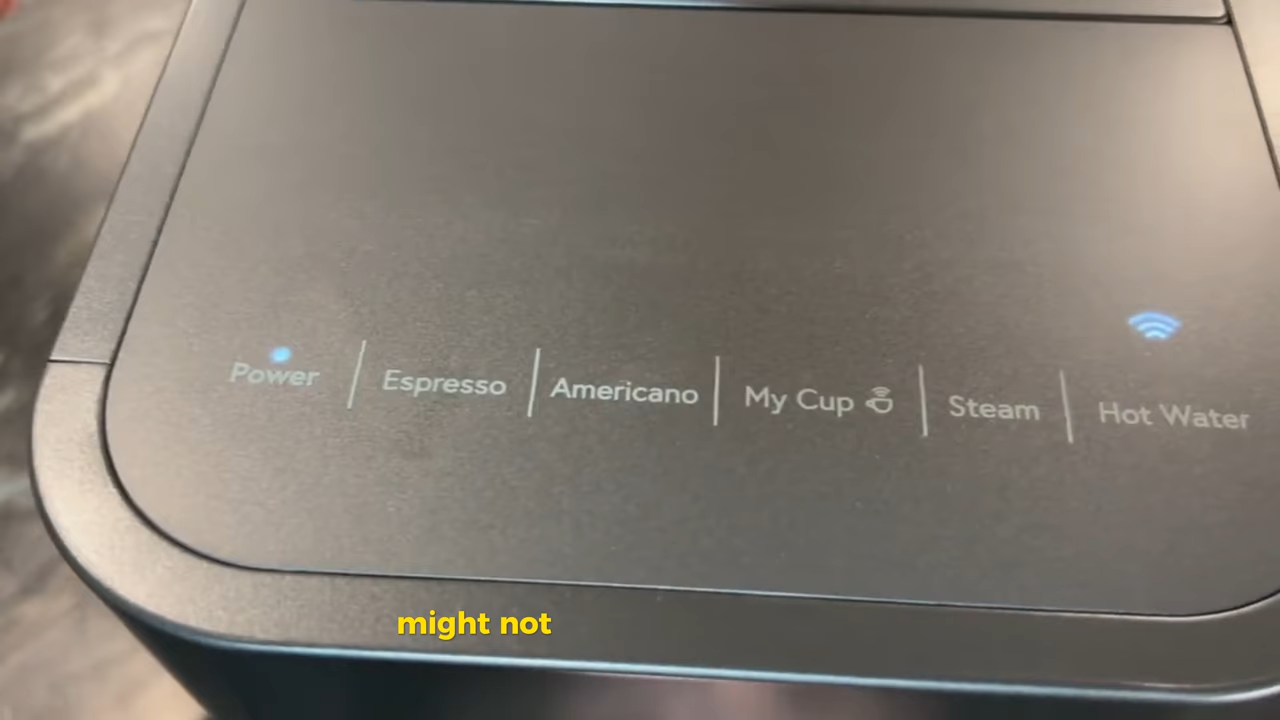 Power | Espresso | Americano | My Cup | Steam | Hot Water
might not